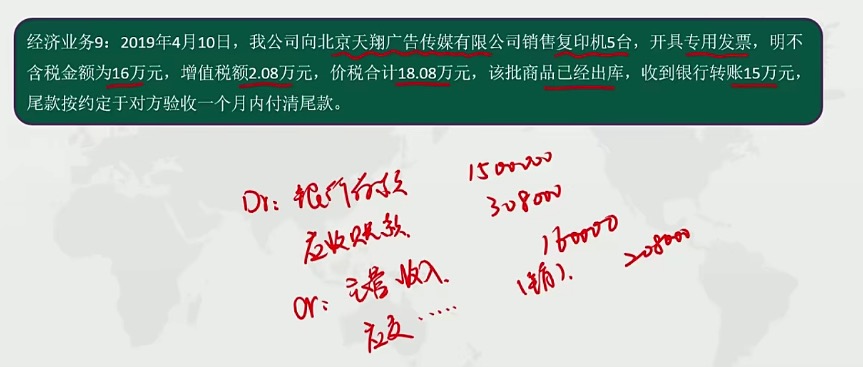 经济业务9：2019年4月10日，我公司向北京天翔广告传媒有限公司销售复印机5台，开具专用发票，明不
含税金额为16万元，增值税额2.08万元，价税合计18.08万元，该批商品已经出库，收到银行转账15万元，
尾款按约定于对方验收一个月内付清尾款。
Dr: 银行存款 1500000
应收账款 308000
Cr: 主营收入 160000
应交…… (销) 208000